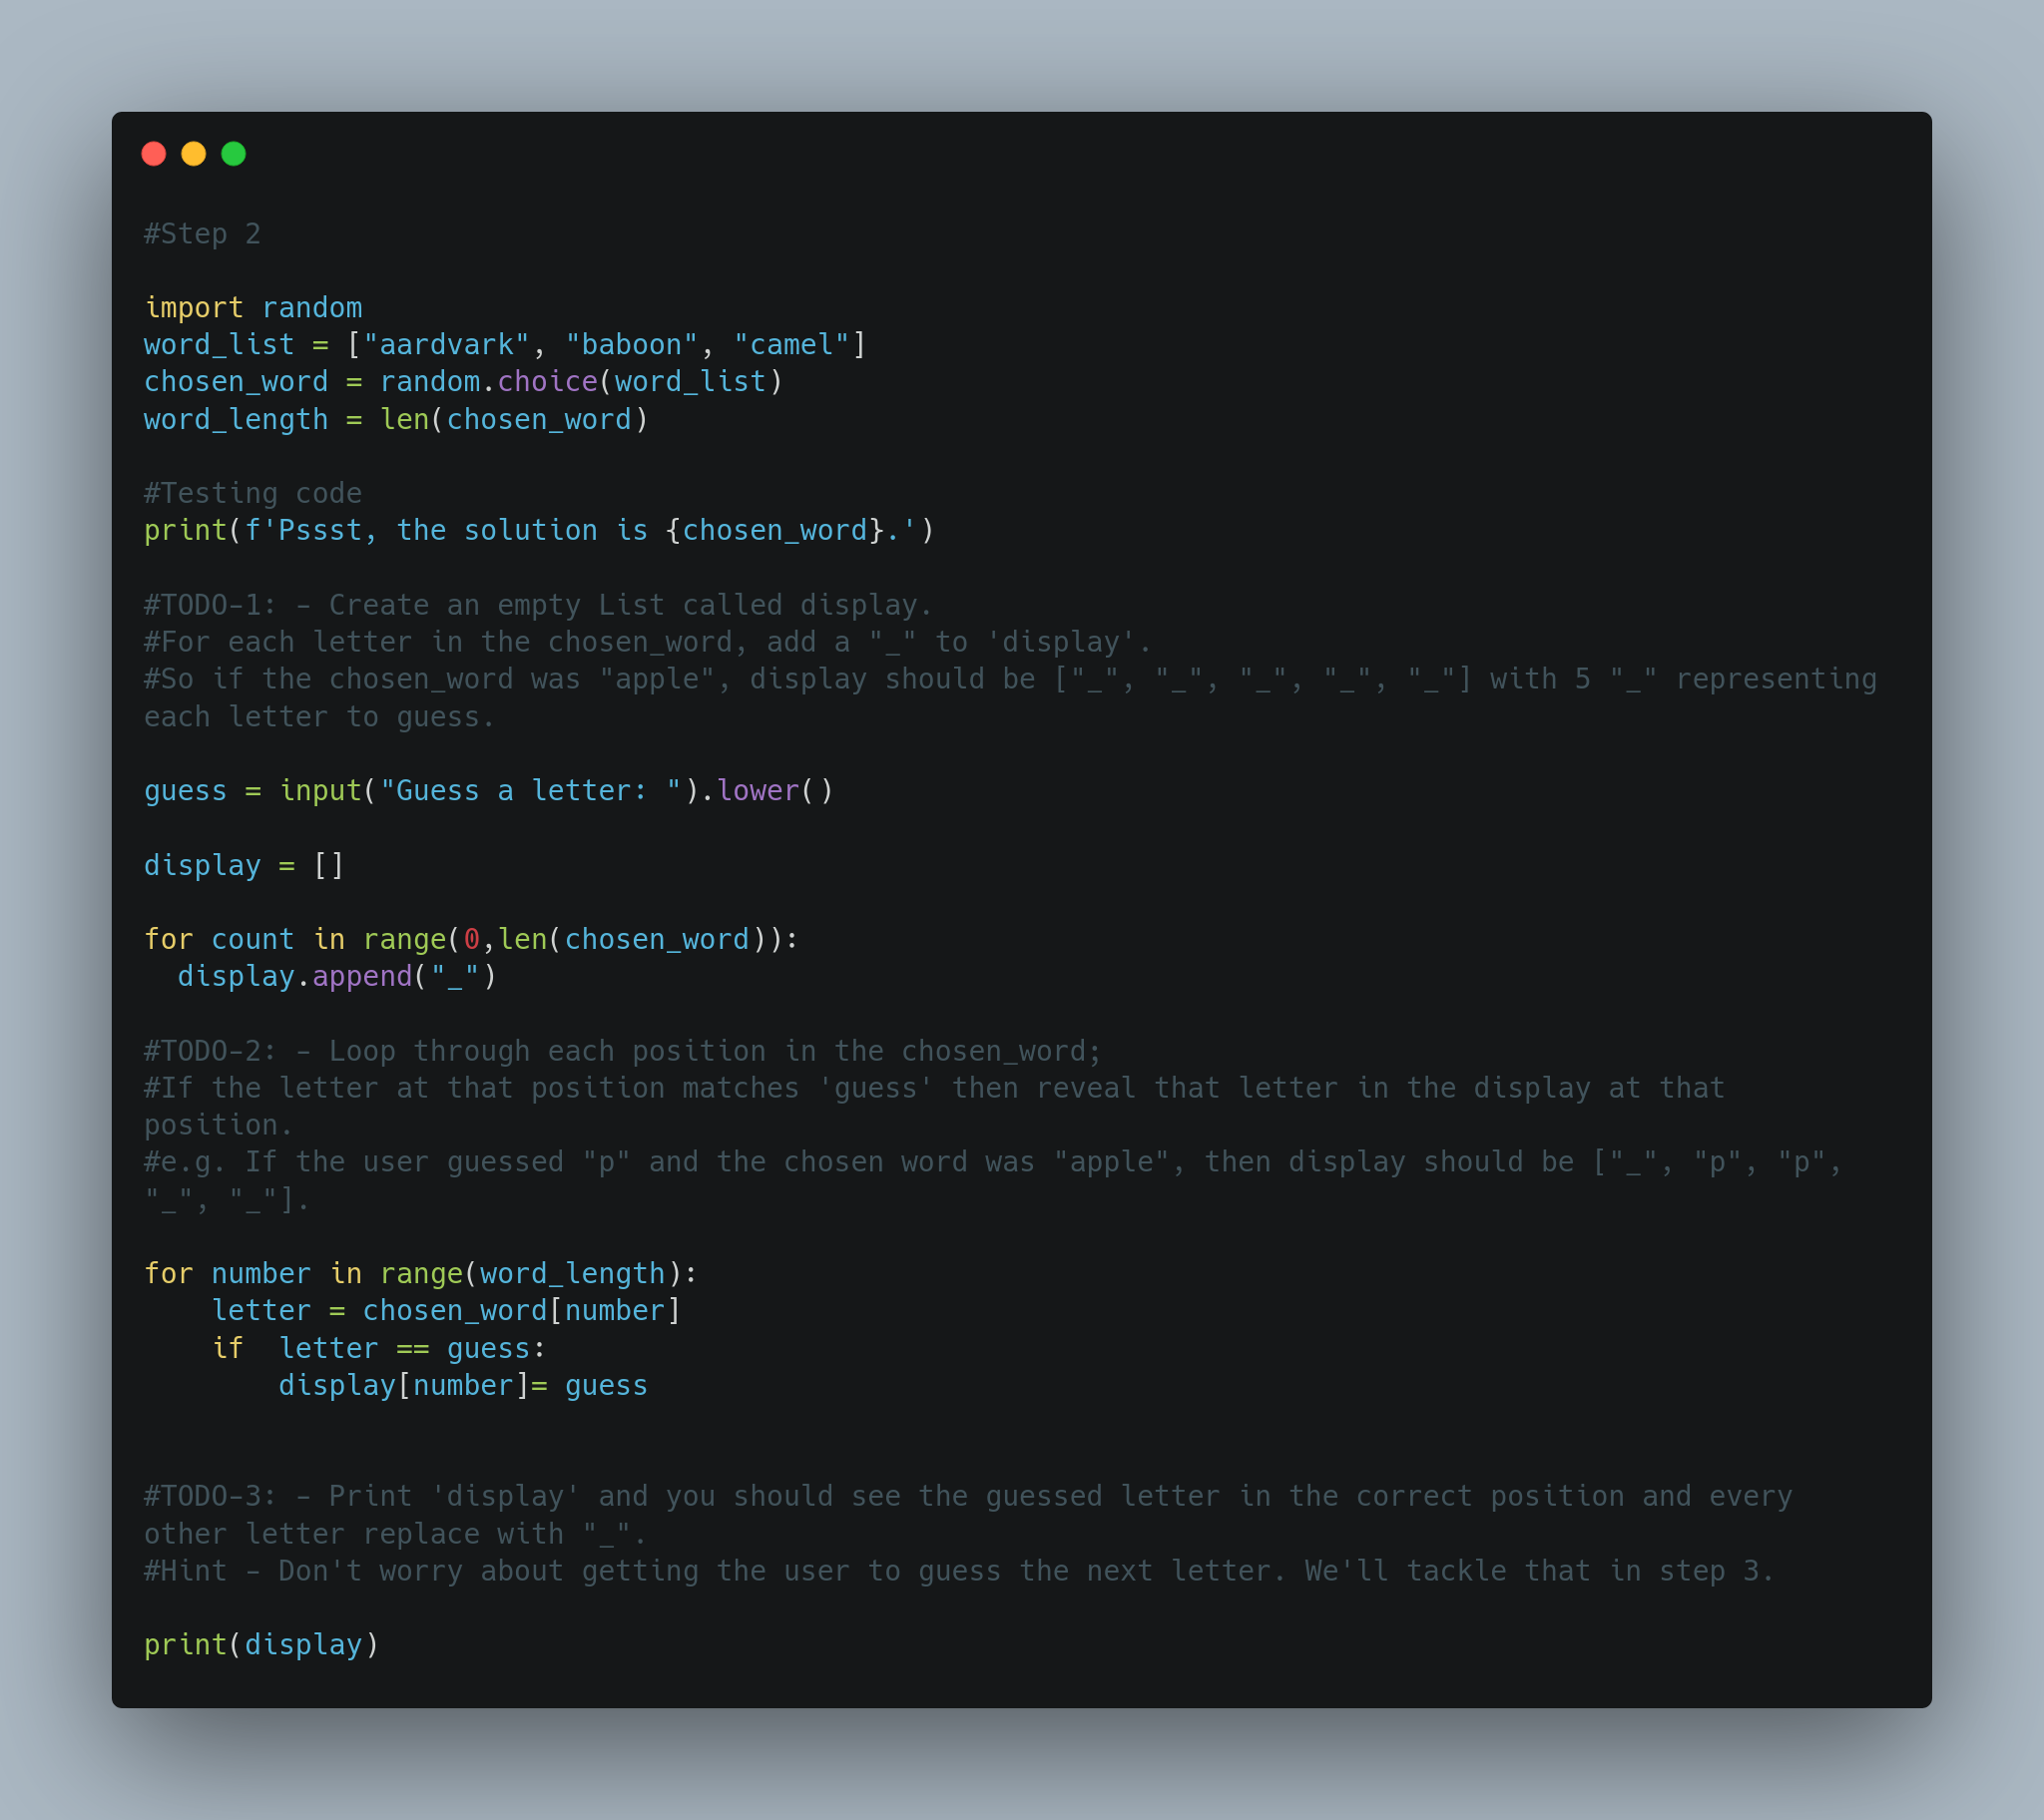 #Step 2
import random
word_list = ["aardvark", "baboon", "camel"]
chosen_word = random.choice(word_list)
word_length = len(chosen_word)
#Testing code
print(f'Pssst, the solution is {chosen_word}.')
#TODO-1: - Create an empty List called display.
#For each letter in the chosen_word, add a "_" to 'display'.
#So if the chosen_word was "apple", display should be ["_", "_", "_", "_", "_"] with 5 "_" representing
each letter to guess.
guess = input("Guess a letter: ").lower()
display = []
for count in range(0,len(chosen_word)):
  display.append("_")
#TODO-2: - Loop through each position in the chosen_word;
#If the letter at that position matches 'guess' then reveal that letter in the display at that
position.
#e.g. If the user guessed "p" and the chosen word was "apple", then display should be ["_", "p", "p",
"_", "_"].
for number in range(word_length):
    letter = chosen_word[number]
    if  letter == guess:
        display[number]= guess
#TODO-3: - Print 'display' and you should see the guessed letter in the correct position and every
other letter replace with "_".
#Hint - Don't worry about getting the user to guess the next letter. We'll tackle that in step 3.
print(display)